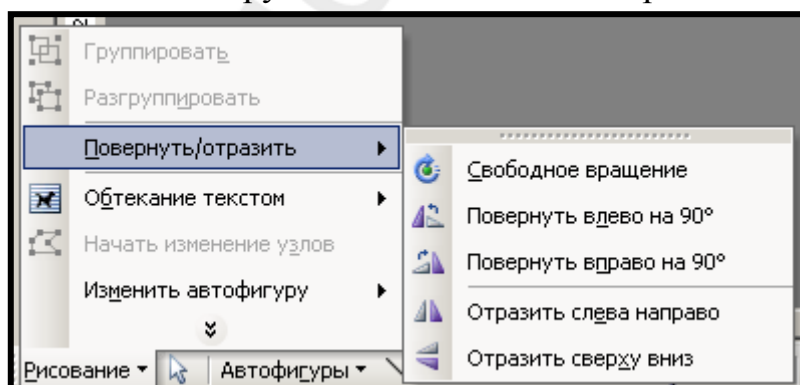 Группировать
Разгруппировать
Повернуть/отразить
Обтекание текстом
Начать изменение узлов
Изменить автофигуру
Свободное вращение
Повернуть влево на 90°
Повернуть вправо на 90°
Отразить слева направо
Отразить сверху вниз
Рисование Автофигуры